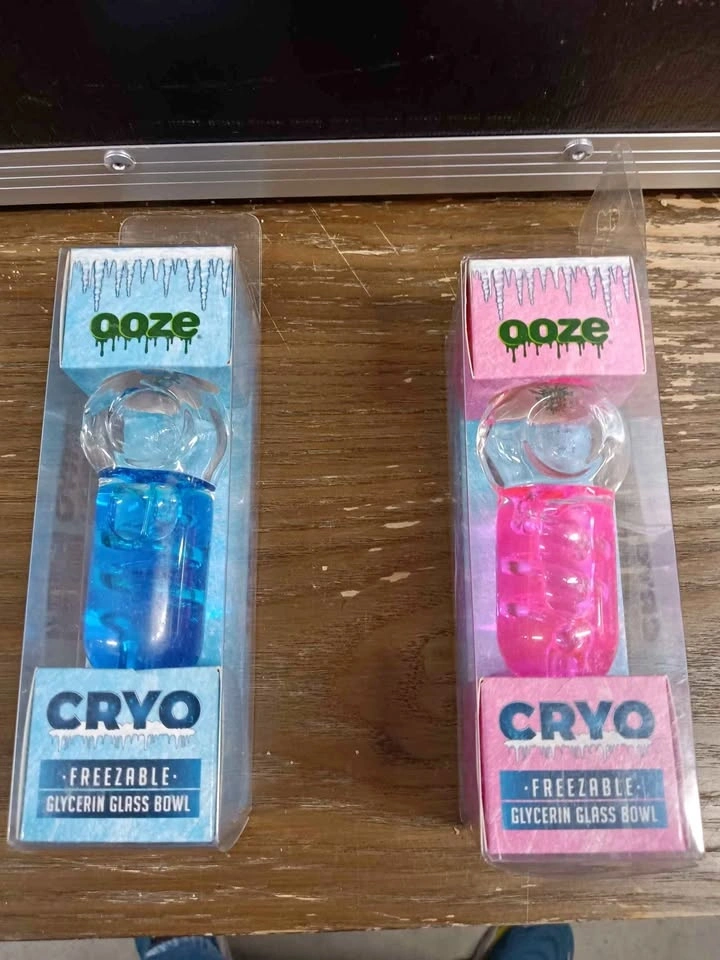 ooze
CRYO
·FREEZABLE·
GLYCERIN GLASS BOWL
ooze
CRYO
·FREEZABLE·
GLYCERIN GLASS BOWL